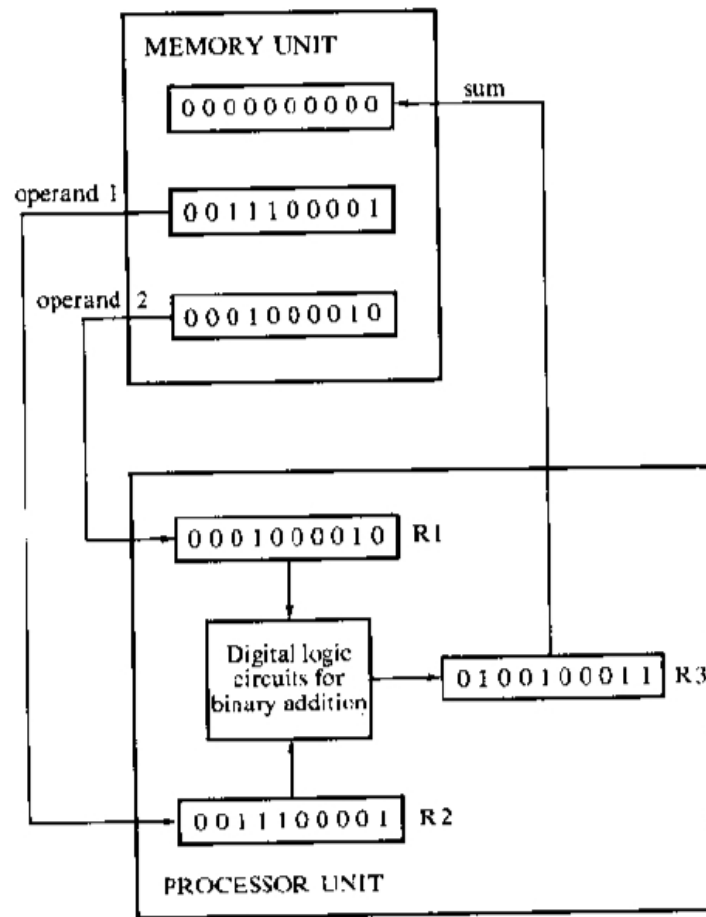 MEMORY UNIT
0000000000
sum
operand 1
0011100001
operand 2
0001000010
0001000010 R1
Digital logic
circuits for
binary addition
0100100011 R3
0011100001 R2
PROCESSOR UNIT